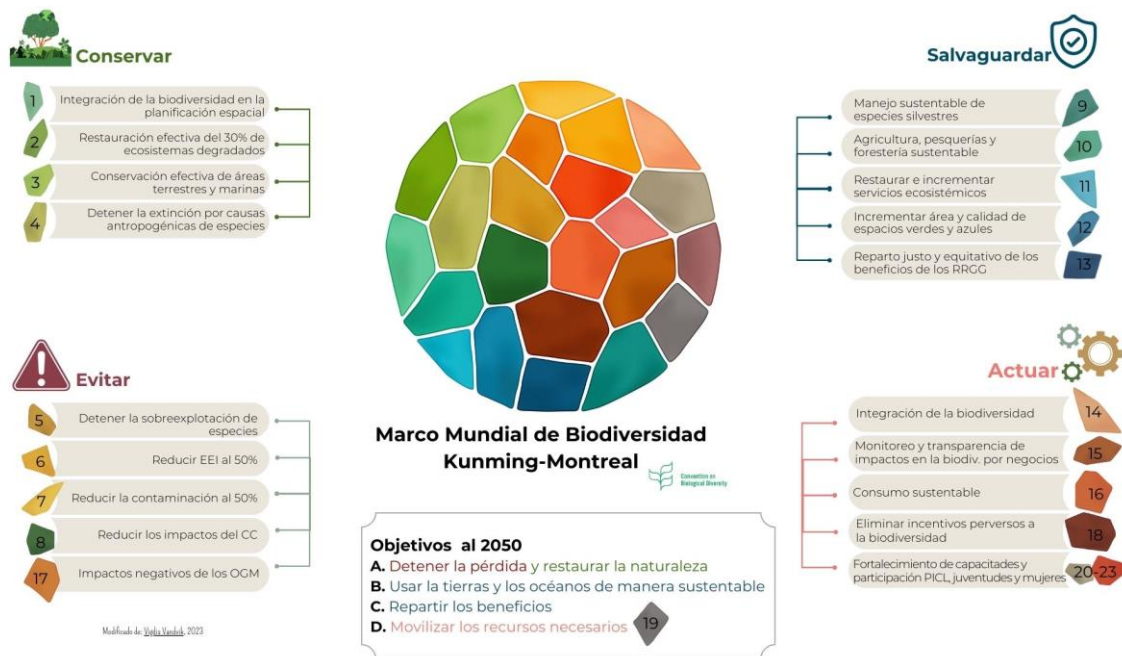 Conservar
1
Integración de la biodiversidad en la
planificación espacial
2
Restauración efectiva del 30% de
ecosistemas degradados
3
Conservación efectiva de áreas
terrestres y marinas
4
Detener la extinción por causas
antropogénicas de especies
Evitar
5
Detener la sobreexplotación de
especies
6
Reducir EEI al 50%
7
Reducir la contaminación al 50%
8
Reducir los impactos del CC
17
Impactos negativos de los OGM
Modificado de: Vigdis Vandvik, 2023
Marco Mundial de Biodiversidad
Kunming-Montreal
Convention on
Biological Diversity
Objetivos al 2050
A. Detener la pérdida y restaurar la naturaleza
B. Usar la tierras y los océanos de manera sustentable
C. Repartir los beneficios
D. Movilizar los recursos necesarios
19
Salvaguardar
Manejo sustentable de
especies silvestres
9
Agricultura, pesquerías y
forestería sustentable
10
Restaurar e incrementar
servicios ecosistémicos
11
Incrementar área y calidad de
espacios verdes y azules
12
Reparto justo y equitativo de los
beneficios de los RRGG
13
Actuar
Integración de la biodiversidad
14
Monitoreo y transparencia de
impactos en la biodiv. por negocios
15
Consumo sustentable
16
Eliminar incentivos perversos a
la biodiversidad
18
Fortalecimiento de capacidades y
participación PICL, juventudes y mujeres
20-23